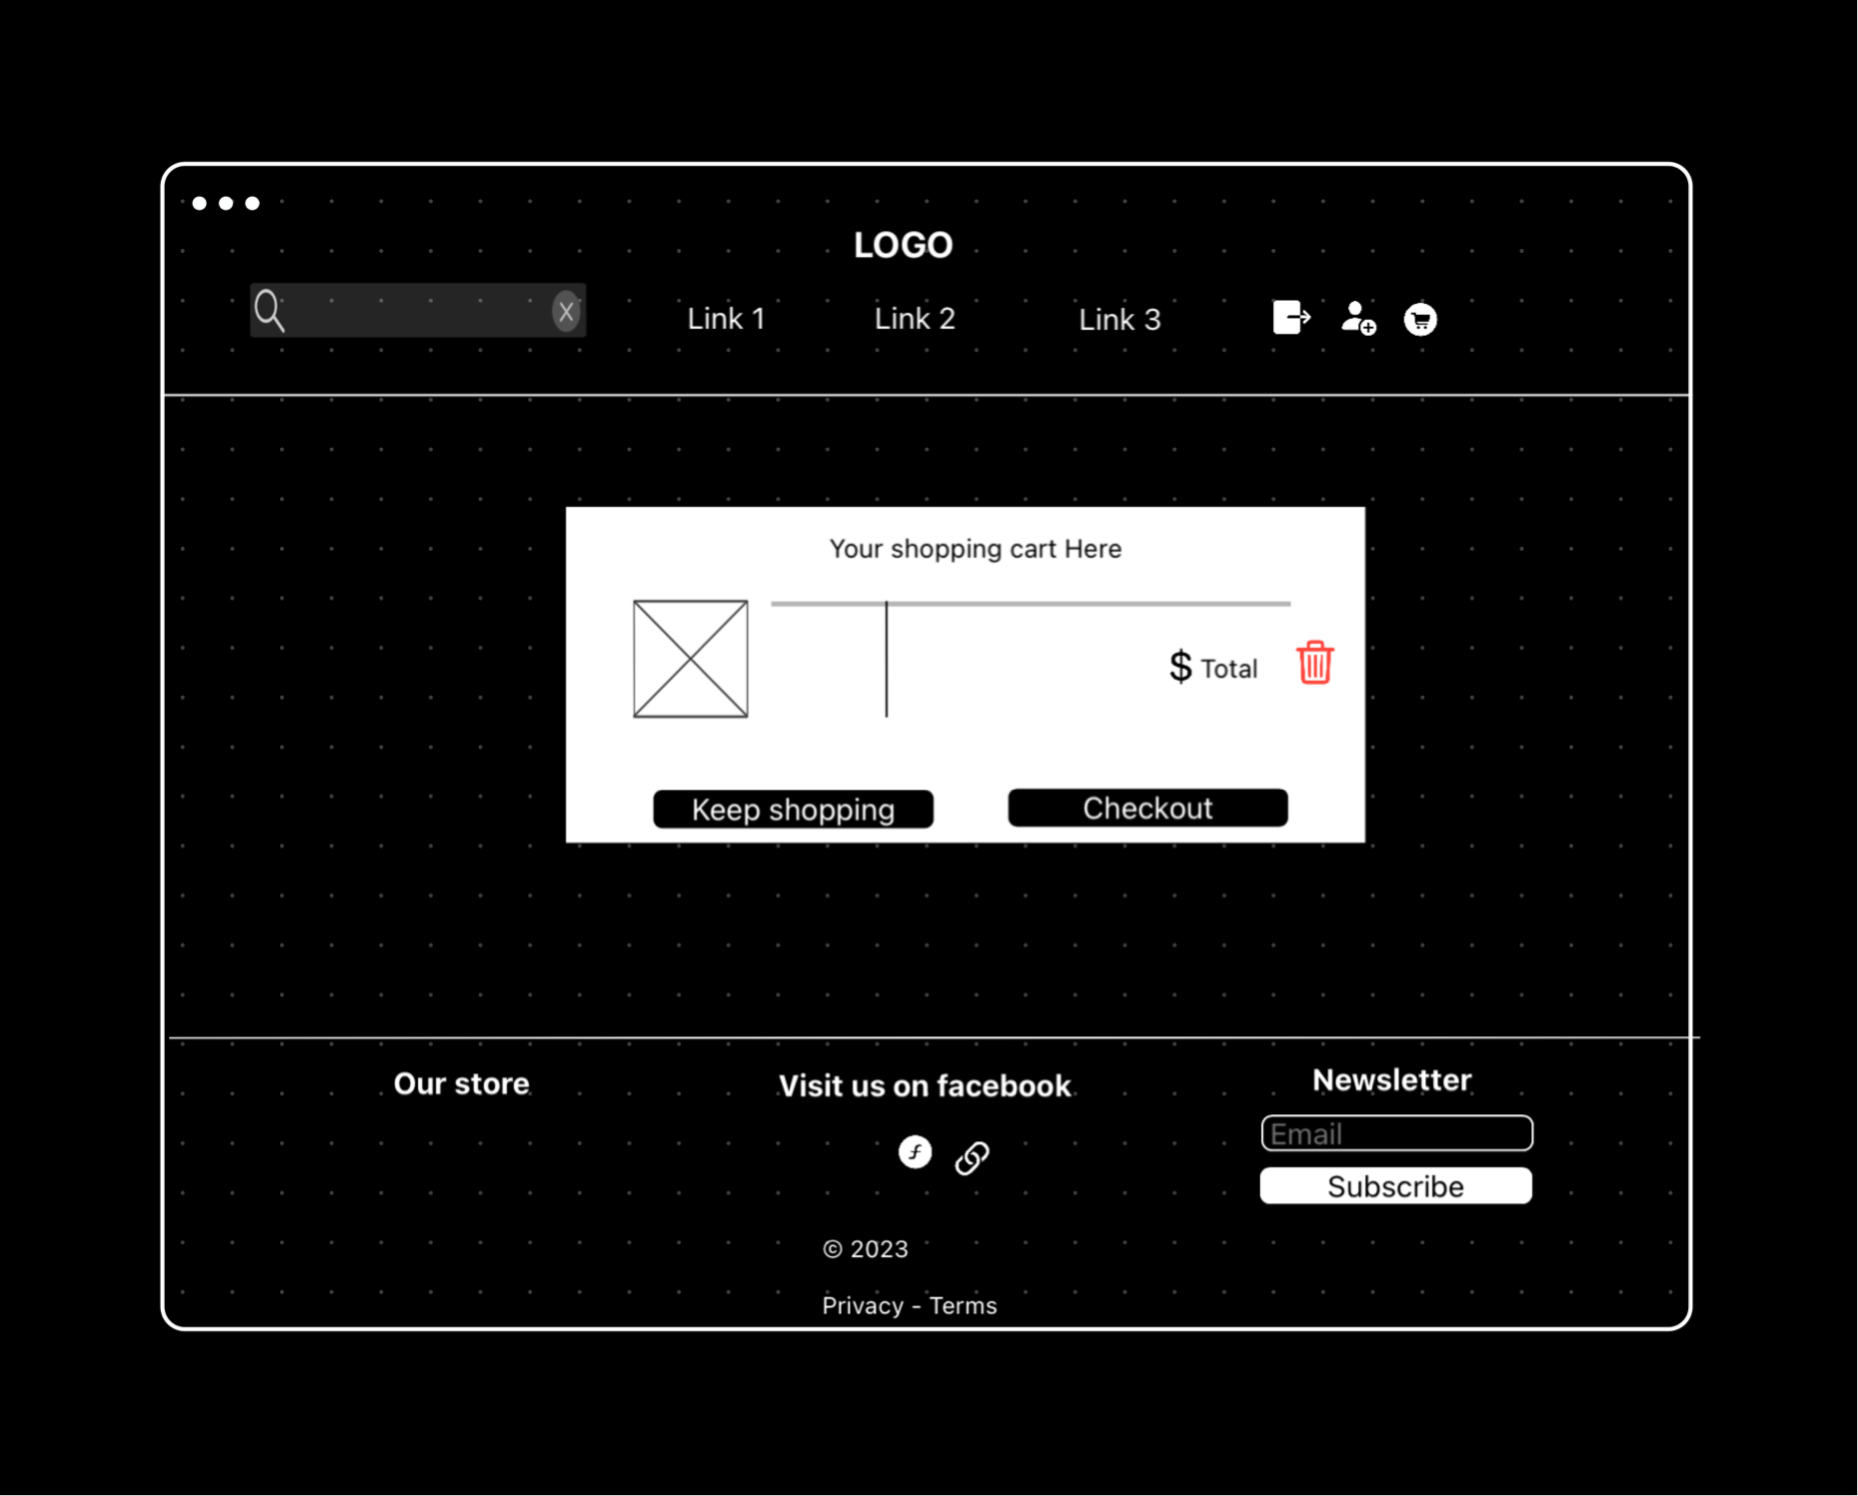 LOGO
X
Link 1
Link 2
Link 3
Your shopping cart Here
$ Total
Keep shopping
Checkout
Our store
Visit us on facebook
Newsletter
Email
Subscribe
© 2023
Privacy - Terms